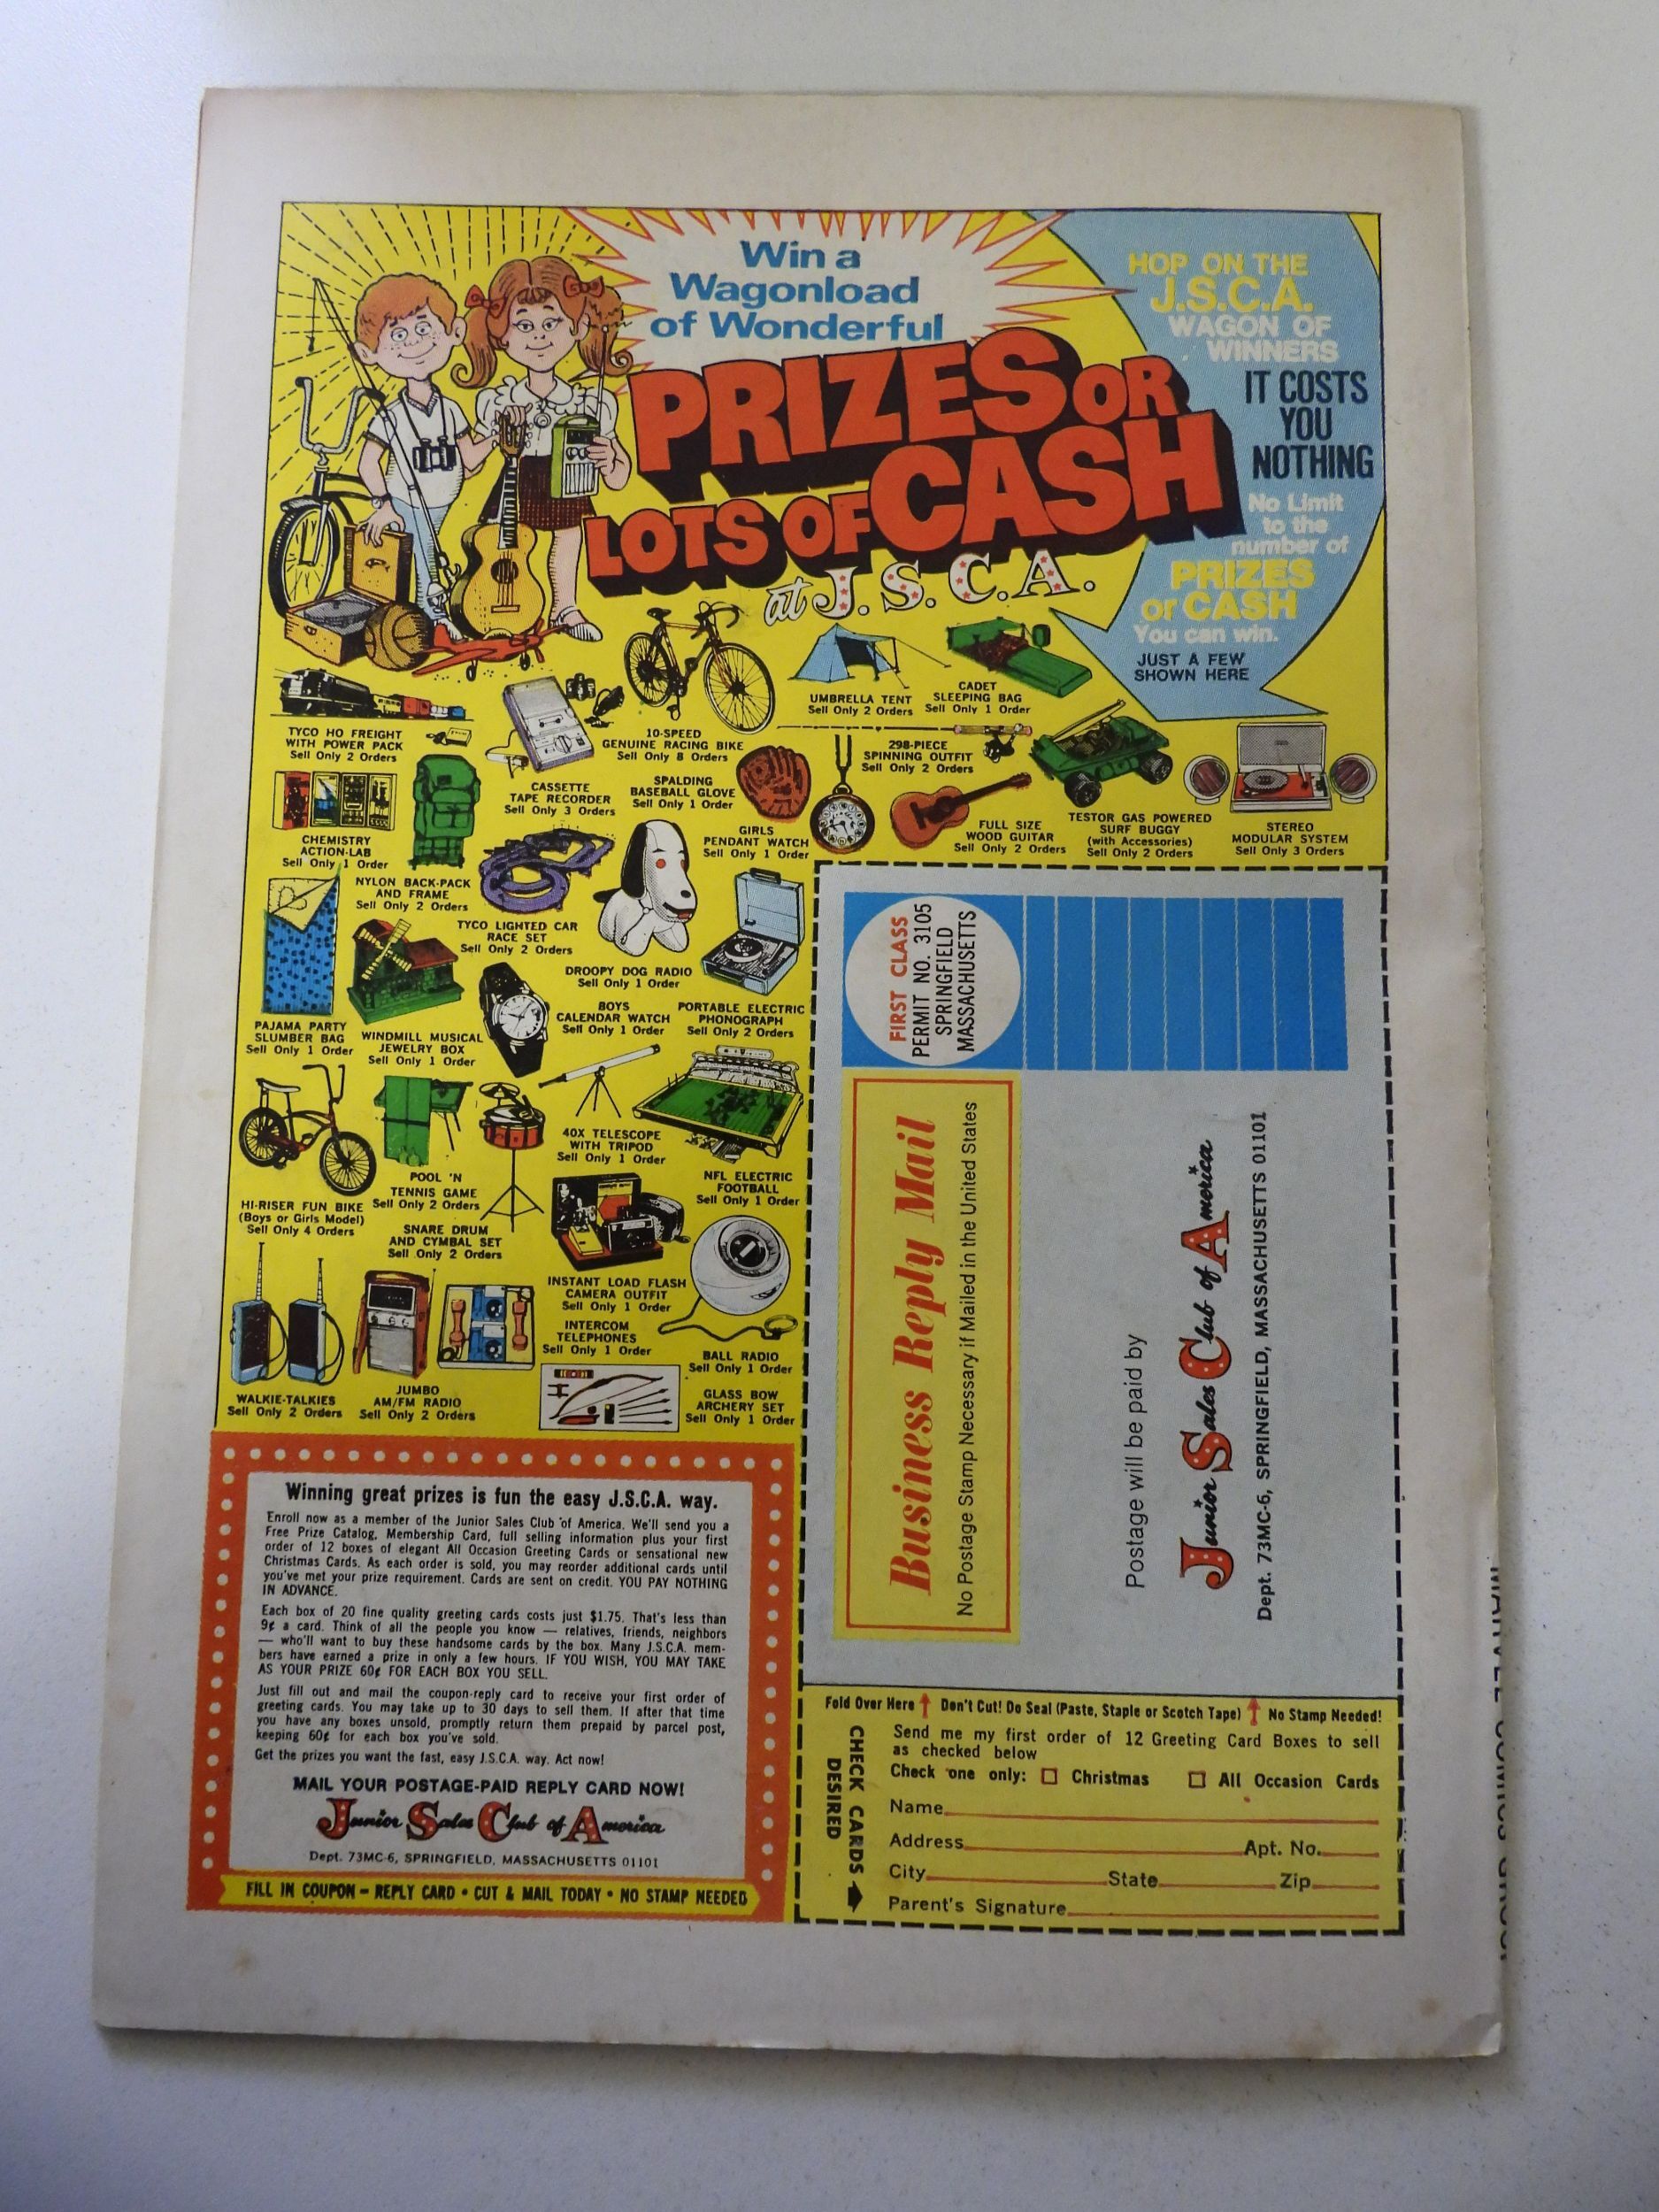 Win a
Wagonload
of Wonderful
PRIZES OR
LOTS OF CASH
at J.S.C.A.
HOP ON THE
J.S.C.A.
WAGON OF
WINNERS
IT COSTS
YOU
NOTHING
No Limit
to the
number of
PRIZES
or CASH
You can win.
JUST A FEW
SHOWN HERE
TYCO HO FREIGHT
WITH POWER PACK
Sell Only 2 Orders
CASSETTE
TAPE RECORDER
Sell Only 3 Orders
10-SPEED
GENUINE RACING BIKE
Sell Only 8 Orders
UMBRELLA TENT
Sell Only 2 Orders
CADET
SLEEPING BAG
Sell Only 1 Order
298-PIECE
SPINNING OUTFIT
Sell Only 2 Orders
SPALDING
BASEBALL GLOVE
Sell Only 1 Order
GIRLS
PENDANT WATCH
Sell Only 1 Order
FULL SIZE
WOOD GUITAR
Sell Only 2 Orders
TESTOR GAS POWERED
SURF BUGGY
(with Accessories)
Sell Only 2 Orders
STEREO
MODULAR SYSTEM
Sell Only 3 Orders
CHEMISTRY
ACTION-LAB
Sell Only 1 Order
NYLON BACK-PACK
AND FRAME
Sell Only 2 Orders
TYCO LIGHTED CAR
RACE SET
Sell Only 2 Orders
DROOPY DOG RADIO
Sell Only 1 Order
PORTABLE ELECTRIC
PHONOGRAPH
Sell Only 2 Orders
PAJAMA PARTY
SLUMBER BAG
Sell Only 1 Order
WINDMILL MUSICAL
JEWELRY BOX
Sell Only 1 Order
BOYS
CALENDAR WATCH
Sell Only 1 Order
40X TELESCOPE
WITH TRIPOD
Sell Only 1 Order
NFL ELECTRIC
FOOTBALL
Sell Only 1 Order
HI-RISER FUN BIKE
(Boys or Girls Model)
Sell Only 4 Orders
POOL 'N
TENNIS GAME
Sell Only 2 Orders
SNARE DRUM
AND CYMBAL SET
Sell Only 2 Orders
INSTANT LOAD FLASH
CAMERA OUTFIT
Sell Only 1 Order
INTERCOM
TELEPHONES
Sell Only 1 Order
BALL RADIO
Sell Only 1 Order
WALKIE-TALKIES
Sell Only 2 Orders
JUMBO
AM/FM RADIO
Sell Only 2 Orders
GLASS BOW
ARCHERY SET
Sell Only 1 Order
Winning great prizes is fun the easy J.S.C.A. way.
Enroll now as a member of the Junior Sales Club of America. We'll send you a
Free Prize Catalog, Membership Card, full selling information plus your first
order of 12 boxes of elegant All Occasion Greeting Cards or sensational new
Christmas Cards. As each order is sold, you may reorder additional cards until
you've met your prize requirement. Cards are sent on credit. YOU PAY NOTHING
IN ADVANCE.
Each box of 20 fine quality greeting cards costs just $1.75. That's less than
9¢ a card. Think of all the people you know — relatives, friends, neighbors
— who'll want to buy these handsome cards by the box. Many J.S.C.A. mem-
bers have earned a prize in only a few hours. IF YOU WISH, YOU MAY TAKE
AS YOUR PRIZE 60¢ FOR EACH BOX YOU SELL.
Just fill out and mail the coupon-reply card to receive your first order of
greeting cards. You may take up to 30 days to sell them. If after that time
you have any boxes unsold, promptly return them prepaid by parcel post,
keeping 60¢ for each box you've sold.
Get the prizes you want the fast, easy J.S.C.A. way. Act now!
MAIL YOUR POSTAGE-PAID REPLY CARD NOW!
Junior Sales Club of America
Dept. 73MC-6, SPRINGFIELD, MASSACHUSETTS 01101
FILL IN COUPON – REPLY CARD • CUT & MAIL TODAY • NO STAMP NEEDED
FIRST CLASS
PERMIT NO. 3105
SPRINGFIELD
MASSACHUSETTS
Business Reply Mail
No Postage Stamp Necessary if Mailed in the United States
Postage will be paid by
Junior Sales Club of America
Dept. 73MC-6, SPRINGFIELD, MASSACHUSETTS 01101
Fold Over Here ↑ Don't Cut! Do Seal (Paste, Staple or Scotch Tape) ↑ No Stamp Needed!
CHECK CARDS
DESIRED
Send me my first order of 12 Greeting Card Boxes to sell
as checked below
Check one only: □ Christmas □ All Occasion Cards
Name
Address Apt. No.
City State Zip
Parent's Signature
MARVEL COMICS GROUP